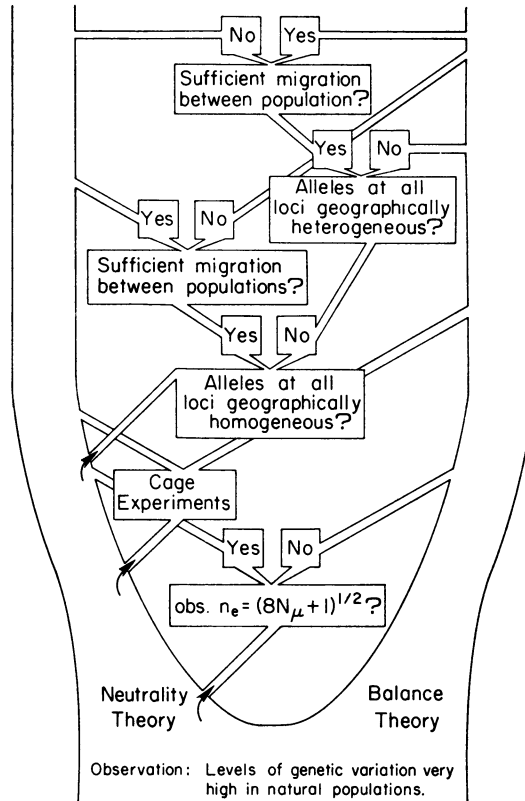 No Yes
Sufficient migration
between population?
Yes No
Alleles at all
loci geographically
heterogeneous?
Yes No
Sufficient migration
between populations?
Yes No
Alleles at all
loci geographically
homogeneous?
Cage
Experiments
Yes No
obs. nₑ = (8Nμ+1)^1/2?
Neutrality
Theory
Balance
Theory
Observation: Levels of genetic variation very
high in natural populations.